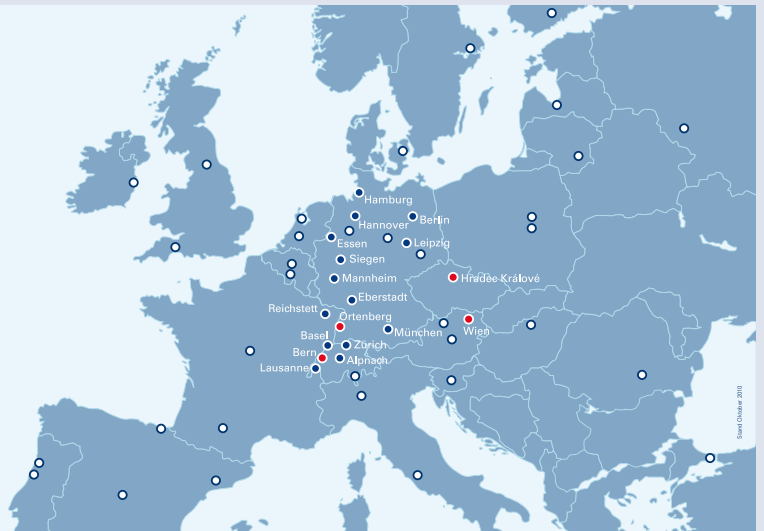 Hamburg
Hannover
Berlin
Essen
Leipzig
Siegen
Mannheim
Hradec Králové
Eberstadt
Reichstett
Ortenberg
München
Wien
Basel
Zürich
Bern
Alpnach
Lausanne
Stand Oktober 2010